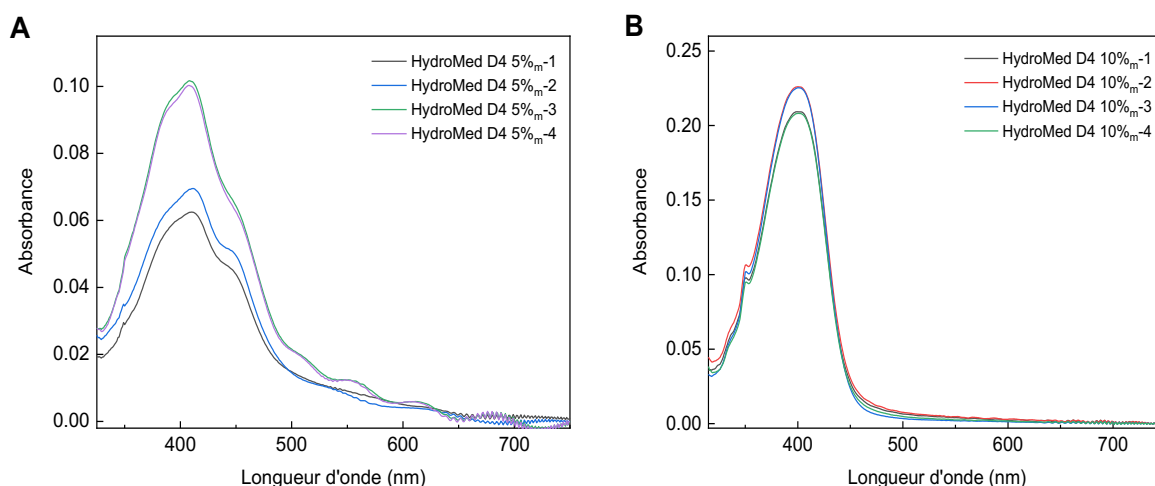 A
HydroMed D4 5%m-1
HydroMed D4 5%m-2
HydroMed D4 5%m-3
HydroMed D4 5%m-4
0.10
0.08
0.06
0.04
0.02
0.00
Absorbance
400
500
600
700
Longueur d'onde (nm)
B
HydroMed D4 10%m-1
HydroMed D4 10%m-2
HydroMed D4 10%m-3
HydroMed D4 10%m-4
0.25
0.20
0.15
0.10
0.05
0.00
Absorbance
400
500
600
700
Longueur d'onde (nm)